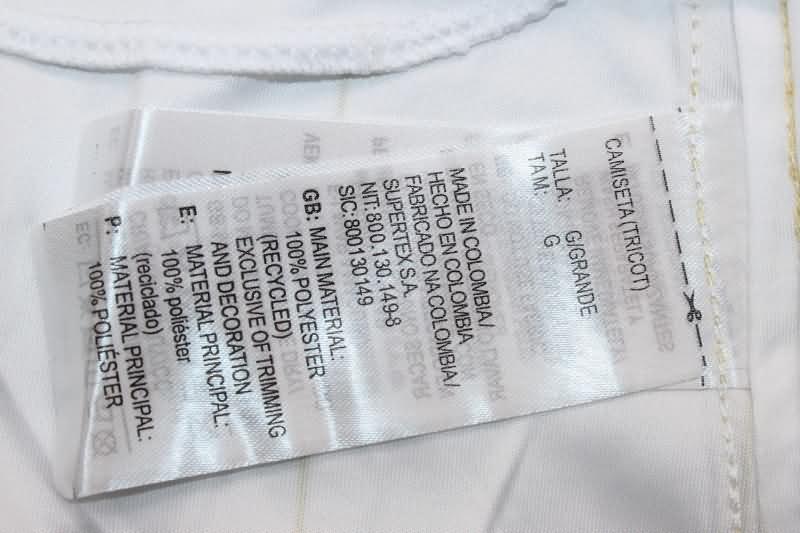 CAMISETA (TRICOT)
TALLA: G/GRANDE
TAM: G
MADE IN COLOMBIA/
HECHO EN COLOMBIA
FABRICADO NA COLOMBIA/
SUPERTEX S.A.
NIT: 800.130.149-8
SIC: 800130149
GB: MAIN MATERIAL:
100% POLYESTER
(RECYCLED)
EXCLUSIVE OF TRIMMING
AND DECORATION
E: MATERIAL PRINCIPAL:
100% poliéster
(reciclado)
P: MATERIAL PRINCIPAL:
100% POLIÉSTER